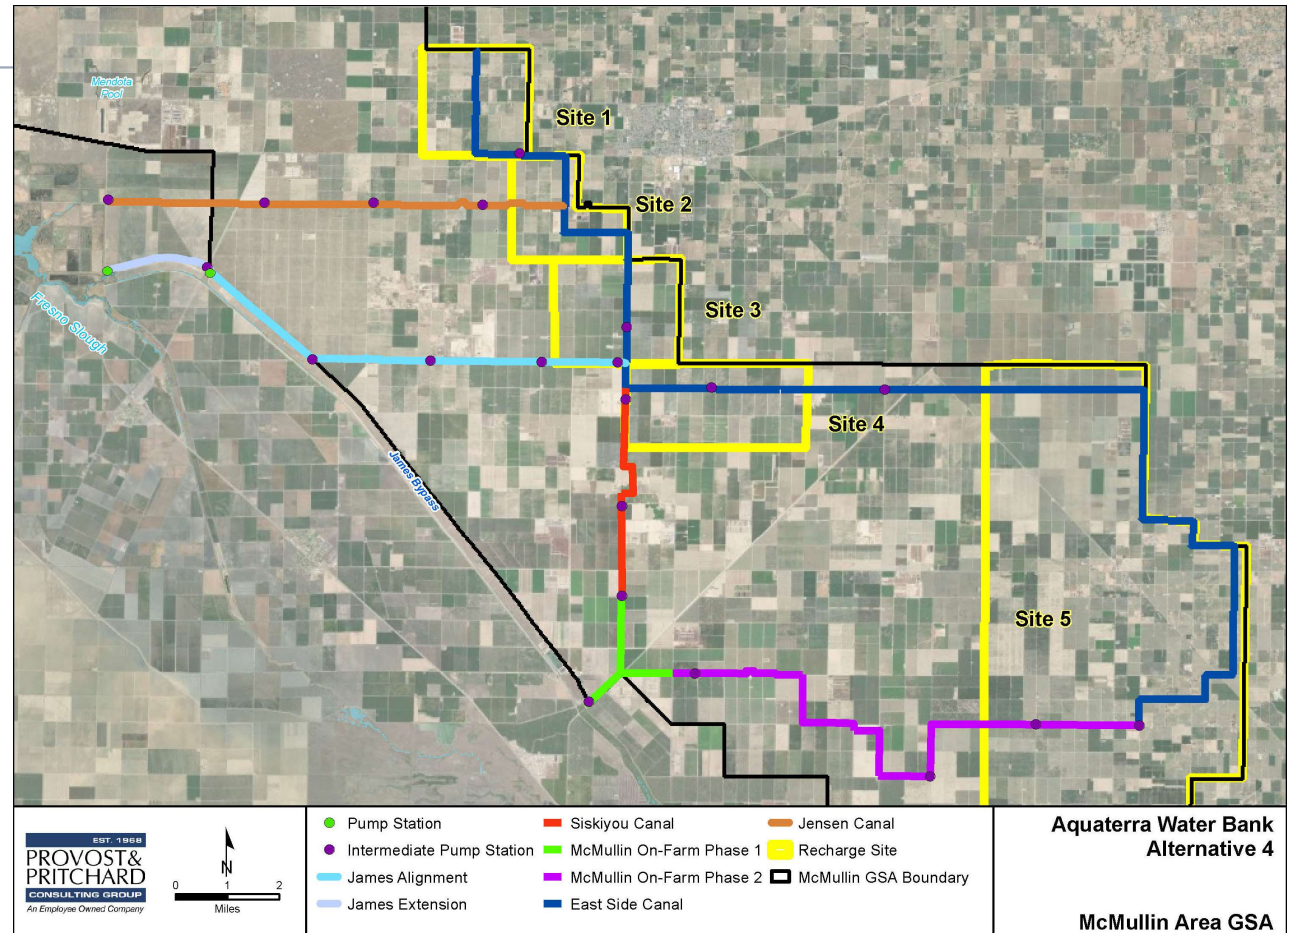 Mendota
Pool
Site 1
Site 2
Site 3
Fresno Slough
Site 4
James Bypass
Site 5
EST. 1968
PROVOST&
PRITCHARD
CONSULTING GROUP
An Employee Owned Company
N
0 1 2
Miles
Pump Station
Intermediate Pump Station
James Alignment
James Extension
Siskiyou Canal
McMullin On-Farm Phase 1
McMullin On-Farm Phase 2
East Side Canal
Jensen Canal
Recharge Site
McMullin GSA Boundary
Aquaterra Water Bank
Alternative 4
McMullin Area GSA